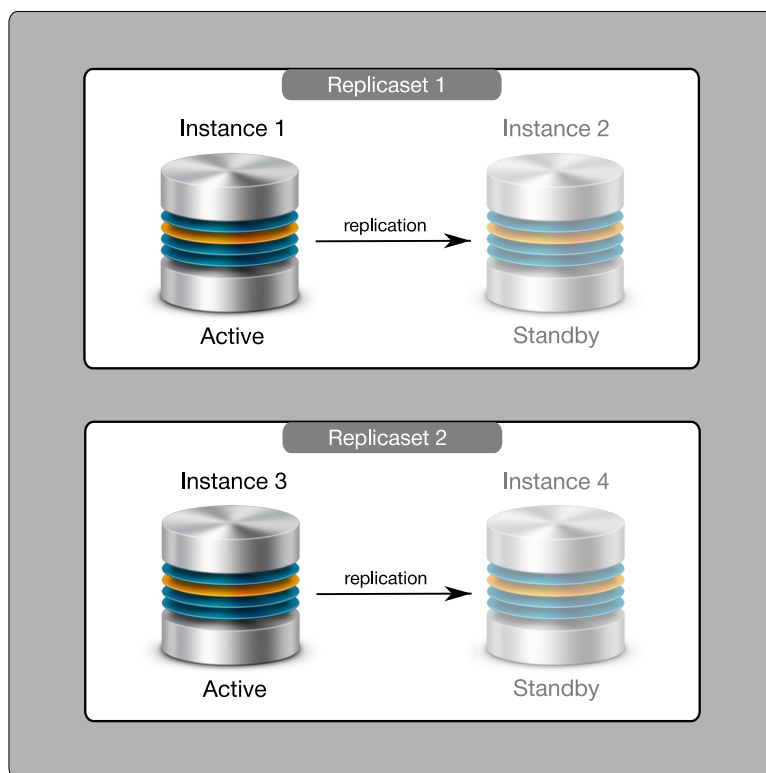 Replicaset 1
Instance 1
Instance 2
replication
Active
Standby
Replicaset 2
Instance 3
Instance 4
replication
Active
Standby